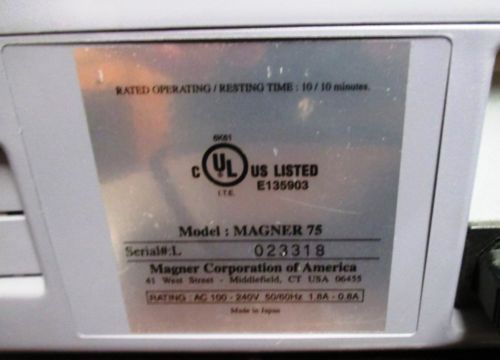 RATED OPERATING / RESTING TIME : 10 / 10 minutes.
6K61
C UL US LISTED
I.T.E. E135903
Model : MAGNER 75
Serial#:L 023318
Magner Corporation of America
61 West Street - Middlefield, CT USA 06455
RATING : AC 100 - 240V 50/60Hz 1.8A - 0.8A
Made in Japan